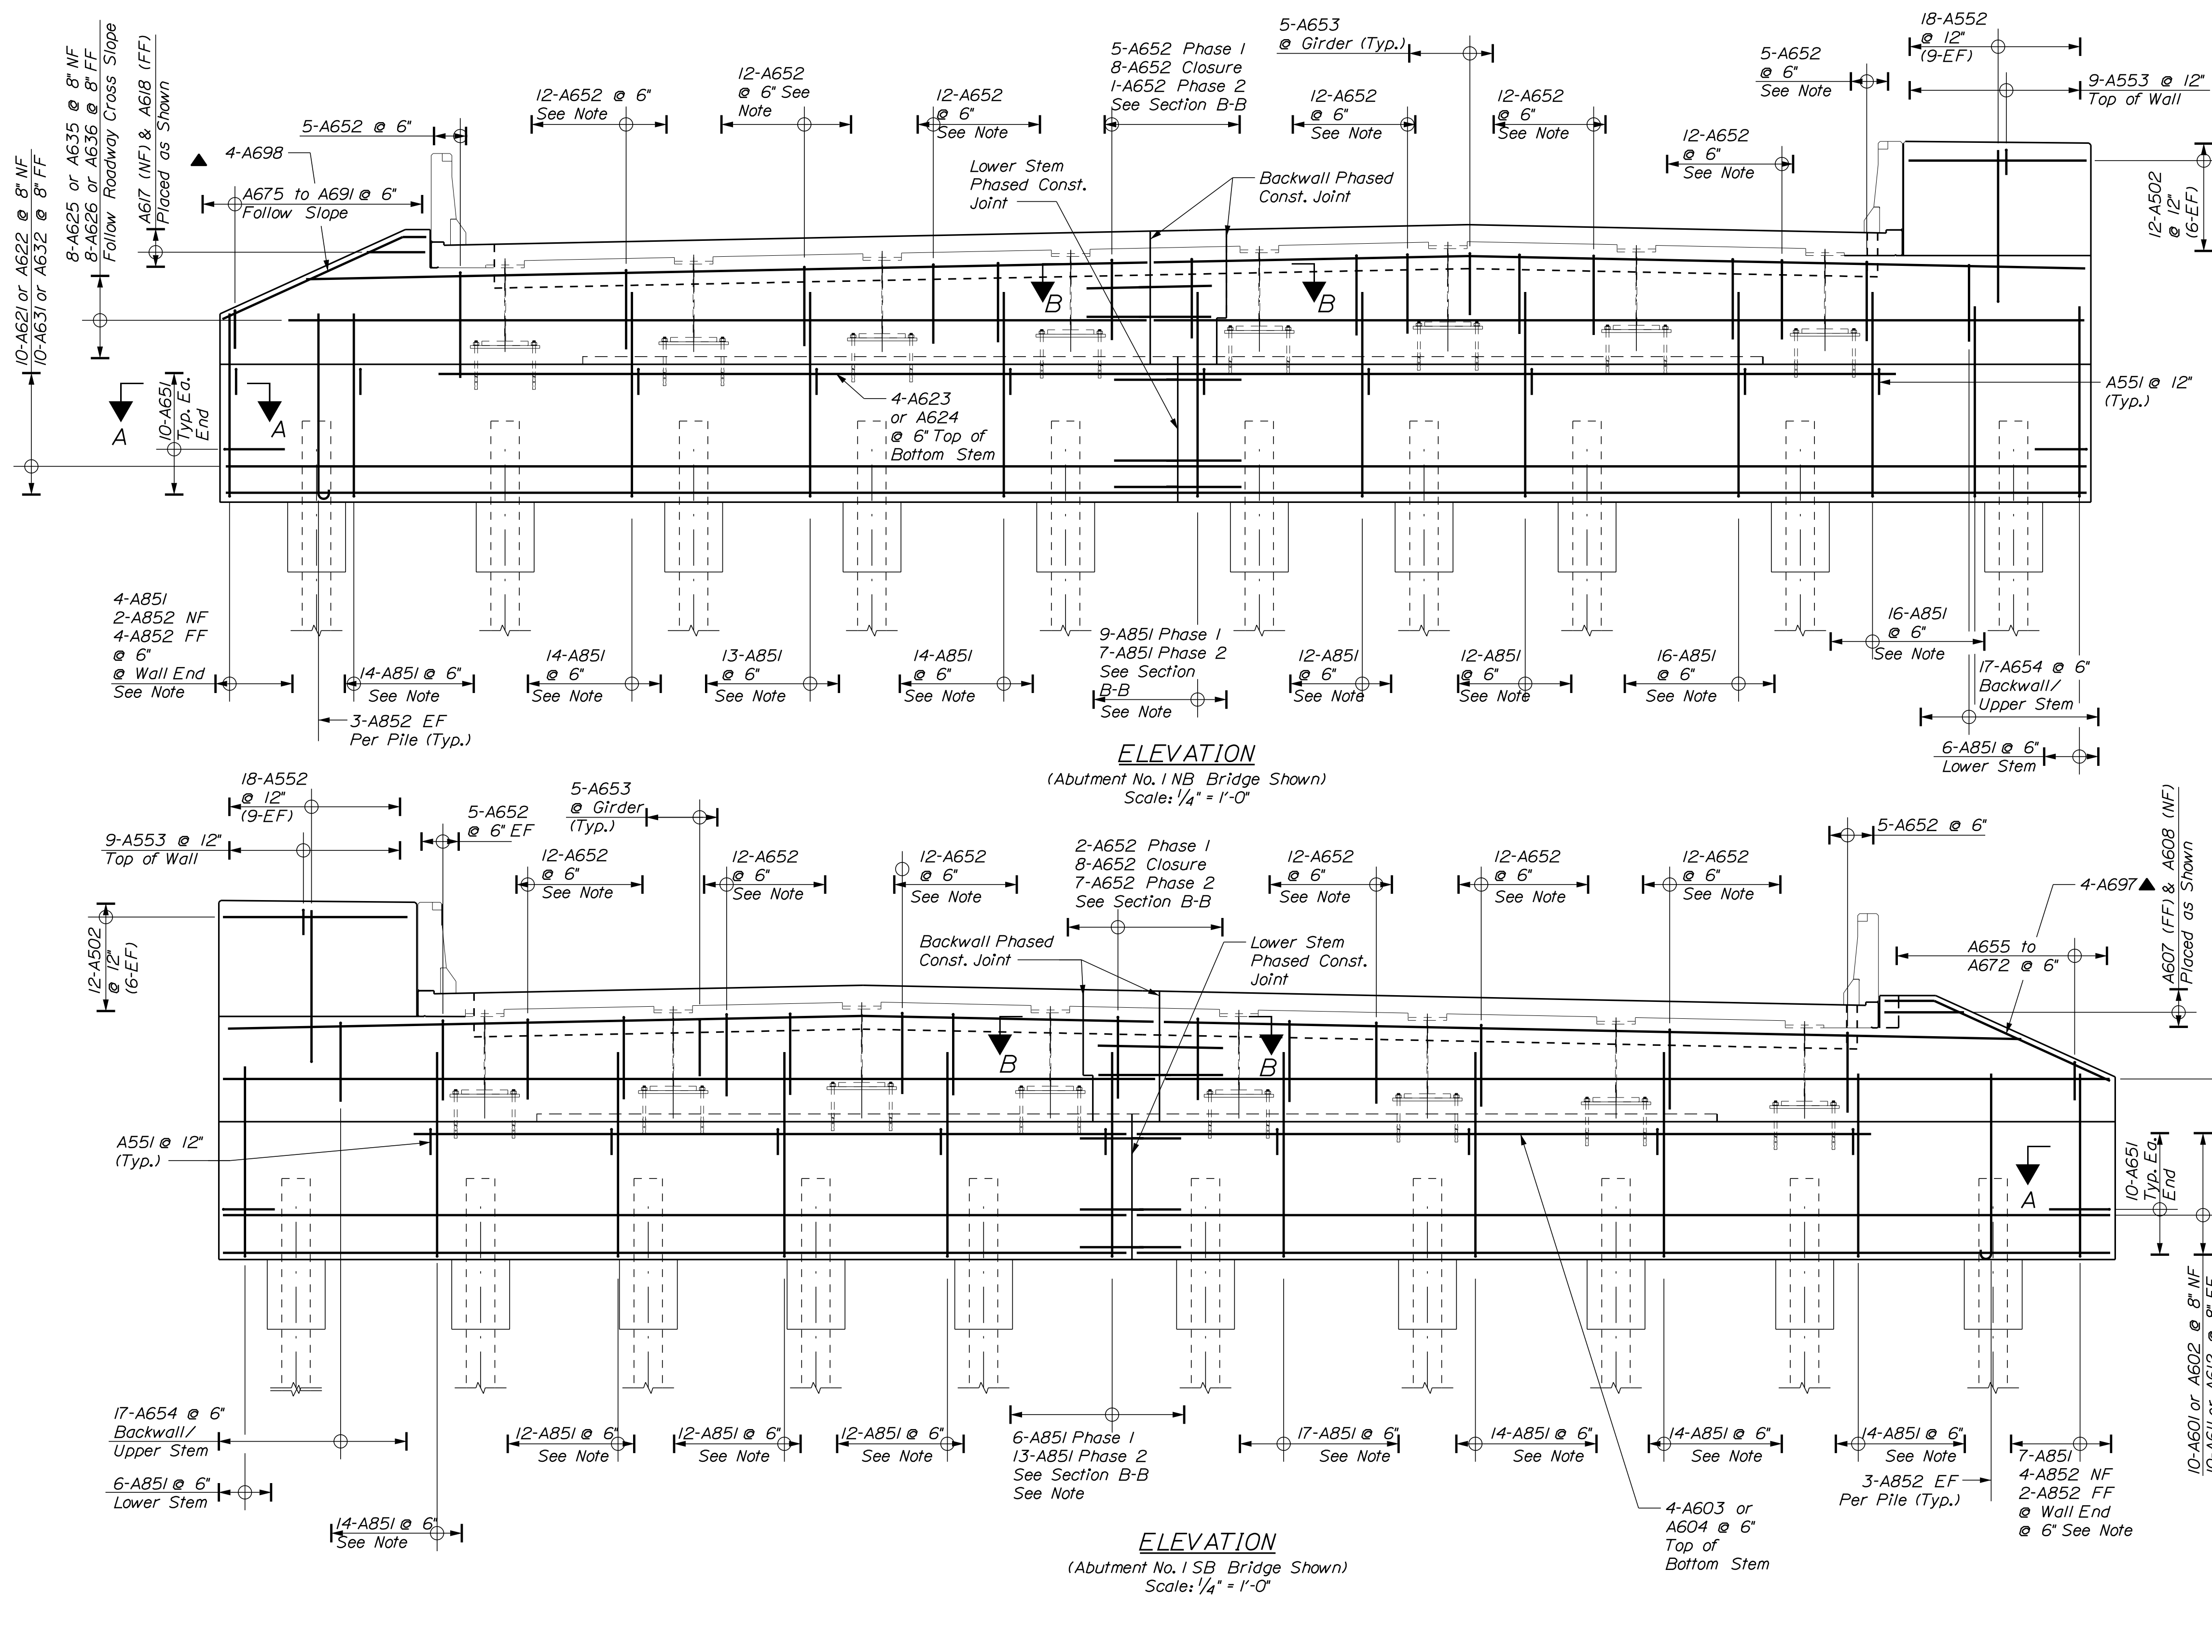 18-A552
@ 12"
(9-EF)
5-A653
@ Girder (Typ.)
5-A652 Phase 1
8-A652 Closure
1-A652 Phase 2
See Section B-B
5-A652
@ 6"
See Note
9-A553 @ 12"
Top of Wall
12-A652
@ 6" See
Note
12-A652 @ 6"
See Note
12-A652
@ 6"
See Note
12-A652
@ 6"
See Note
12-A652
@ 6"
See Note
12-A652
@ 6"
See Note
5-A652 @ 6"
4-A698
A675 to A691 @ 6"
Follow Slope
10-A621 or A622 @ 8" NF
10-A631 or A632 @ 8" FF
8-A625 or A635 @ 8" NF
8-A626 or A636 @ 8" FF
Follow Roadway Cross Slope
A617 (NF) & A618 (FF)
Placed as Shown
Lower Stem
Phased Const.
Joint
Backwall Phased
Const. Joint
12-A502
@ 12"
(6-EF)
B
B
10-A651
Typ. Ea.
End
A
A
4-A623
or A624
@ 6" Top of
Bottom Stem
A551 @ 12"
(Typ.)
4-A851
2-A852 NF
4-A852 FF
@ 6"
@ Wall End
See Note
14-A851 @ 6"
See Note
3-A852 EF
Per Pile (Typ.)
14-A851
@ 6"
See Note
13-A851
@ 6"
See Note
14-A851
@ 6"
See Note
9-A851 Phase 1
7-A851 Phase 2
See Section
B-B
See Note
12-A851
@ 6"
See Note
12-A851
@ 6"
See Note
16-A851
@ 6"
See Note
16-A851
@ 6"
See Note
17-A654 @ 6"
Backwall/
Upper Stem
6-A851 @ 6"
Lower Stem
ELEVATION
(Abutment No. 1 NB Bridge Shown)
Scale: 1/4" = 1'-0"
18-A552
@ 12"
(9-EF)
9-A553 @ 12"
Top of Wall
5-A652
@ 6" EF
5-A653
@ Girder
(Typ.)
12-A652
@ 6"
See Note
12-A652
@ 6"
See Note
12-A652
@ 6"
See Note
2-A652 Phase 1
8-A652 Closure
7-A652 Phase 2
See Section B-B
12-A652
@ 6"
See Note
12-A652
@ 6"
See Note
12-A652
@ 6"
See Note
5-A652 @ 6"
4-A697
A655 to
A672 @ 6"
A607 (FF) & A608 (NF)
Placed as Shown
12-A502
@ 12"
(6-EF)
Backwall Phased
Const. Joint
Lower Stem
Phased Const.
Joint
B
B
A551 @ 12"
(Typ.)
A
10-A651
Typ. Ea.
End
10-A601 or A602 @ 8" NF
17-A654 @ 6"
Backwall/
Upper Stem
6-A851 @ 6"
Lower Stem
14-A851 @ 6"
See Note
12-A851 @ 6"
See Note
12-A851 @ 6"
See Note
12-A851 @ 6"
See Note
6-A851 Phase 1
13-A851 Phase 2
See Section B-B
See Note
17-A851 @ 6"
See Note
14-A851 @ 6"
See Note
14-A851 @ 6"
See Note
14-A851 @ 6"
See Note
3-A852 EF
Per Pile (Typ.)
7-A851
4-A852 NF
2-A852 FF
@ Wall End
@ 6" See Note
4-A603 or
A604 @ 6"
Top of
Bottom Stem
ELEVATION
(Abutment No. 1 SB Bridge Shown)
Scale: 1/4" = 1'-0"